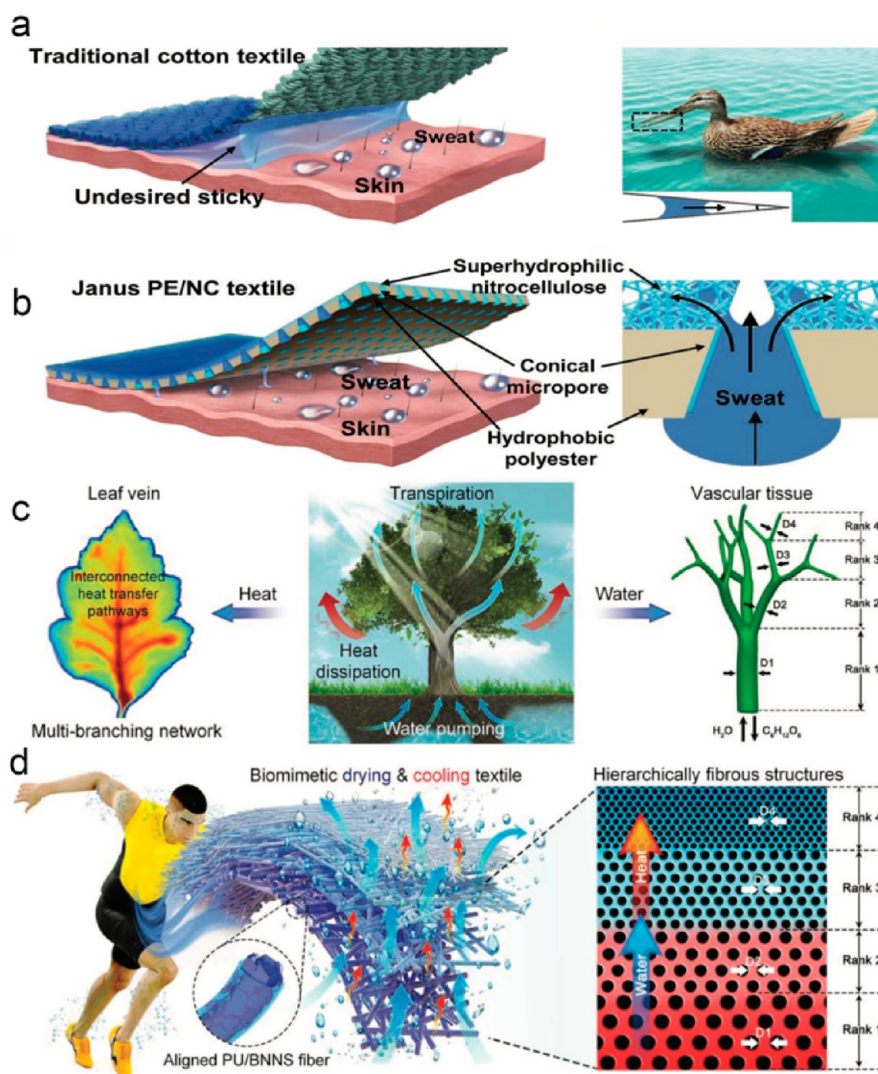 a
Traditional cotton textile
Sweat
Skin
Undesired sticky
b
Janus PE/NC textile
Superhydrophilic
nitrocellulose
Conical
micropore
Hydrophobic
polyester
Sweat
Skin
Sweat
c
Leaf vein
Interconnected
heat transfer
pathways
Multi-branching network
Heat
Transpiration
Heat
dissipation
Water pumping
Water
Vascular tissue
D4
D3
D2
D1
Rank 4
Rank 3
Rank 2
Rank 1
H₂O
C₆H₁₂O₆
d
Biomimetic drying & cooling textile
Aligned PU/BNNS fiber
Hierarchically fibrous structures
Heat
Water
D4
D2
D1
Rank 4
Rank 3
Rank 2
Rank 1